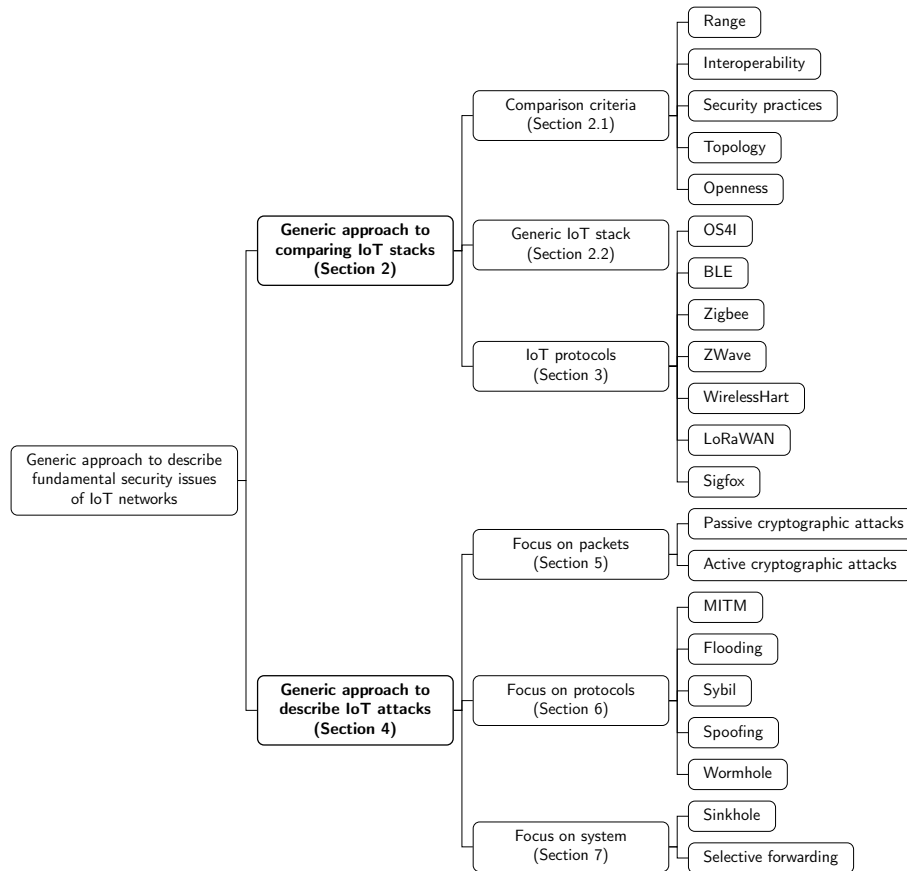 Generic approach to describe
fundamental security issues
of IoT networks
Generic approach to
comparing IoT stacks
(Section 2)
Comparison criteria
(Section 2.1)
Range
Interoperability
Security practices
Topology
Openness
Generic IoT stack
(Section 2.2)
IoT protocols
(Section 3)
OS4I
BLE
Zigbee
ZWave
WirelessHart
LoRaWAN
Sigfox
Generic approach to
describe IoT attacks
(Section 4)
Focus on packets
(Section 5)
Passive cryptographic attacks
Active cryptographic attacks
Focus on protocols
(Section 6)
MITM
Flooding
Sybil
Spoofing
Wormhole
Focus on system
(Section 7)
Sinkhole
Selective forwarding